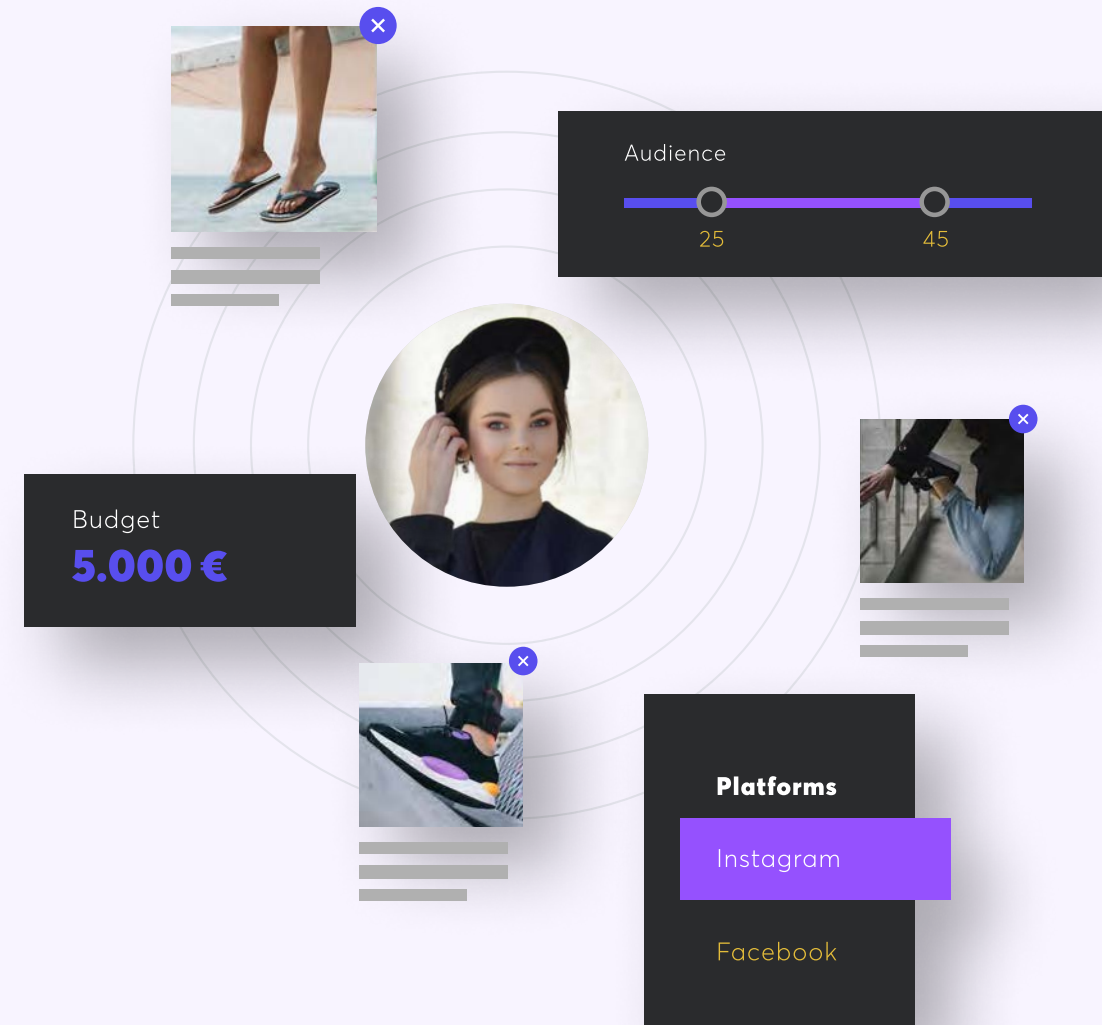 Audience
25
45
Budget
5.000 €
Platforms
Instagram
Facebook